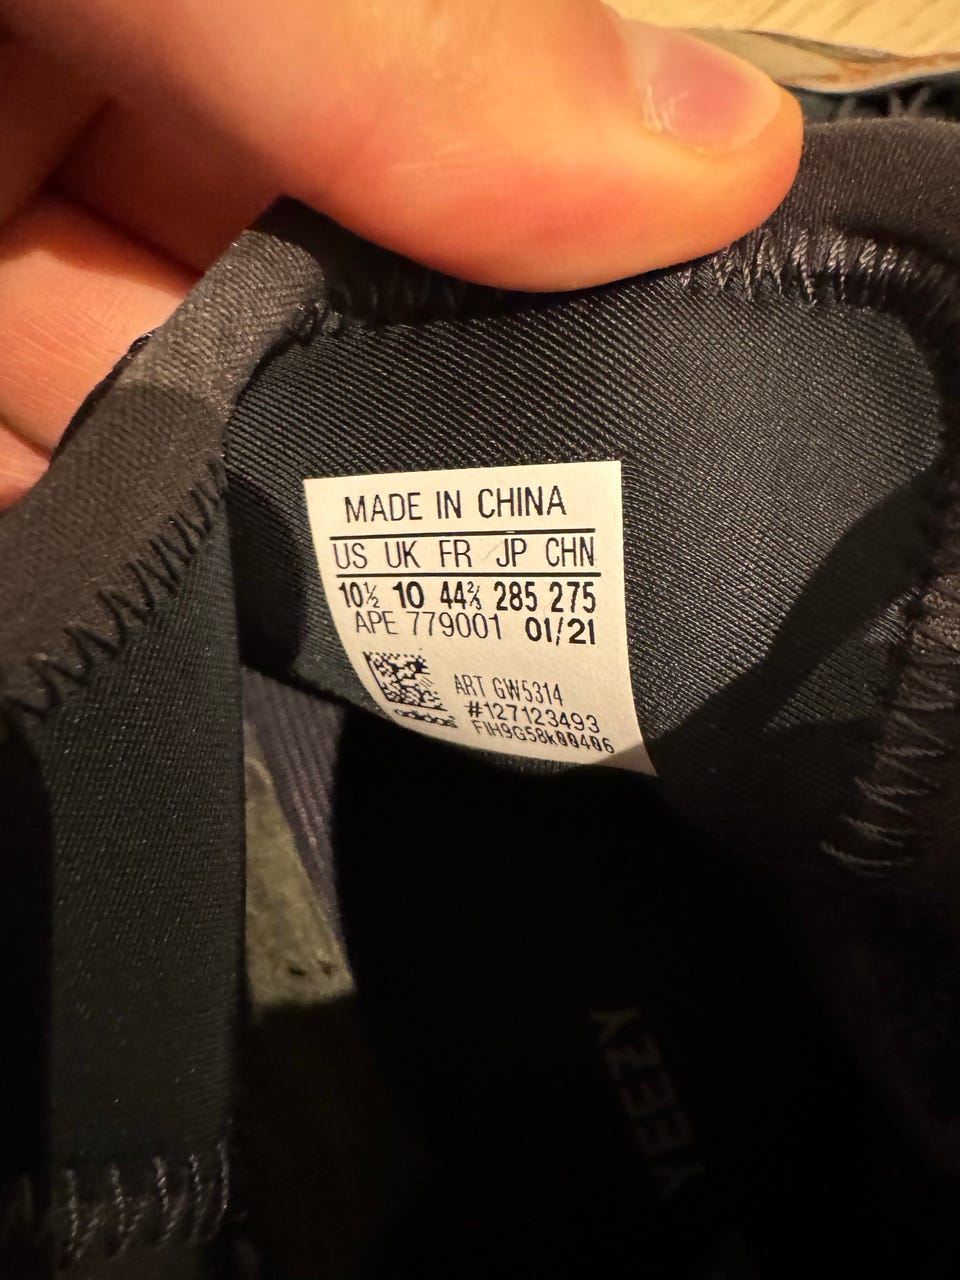 MADE IN CHINA
US UK FR JP CHN
10½ 10 44⅔ 285 275
APE 779001 01/21
ART GW5314
#127123493
adidas
FIH9G58k00406
YEEZY